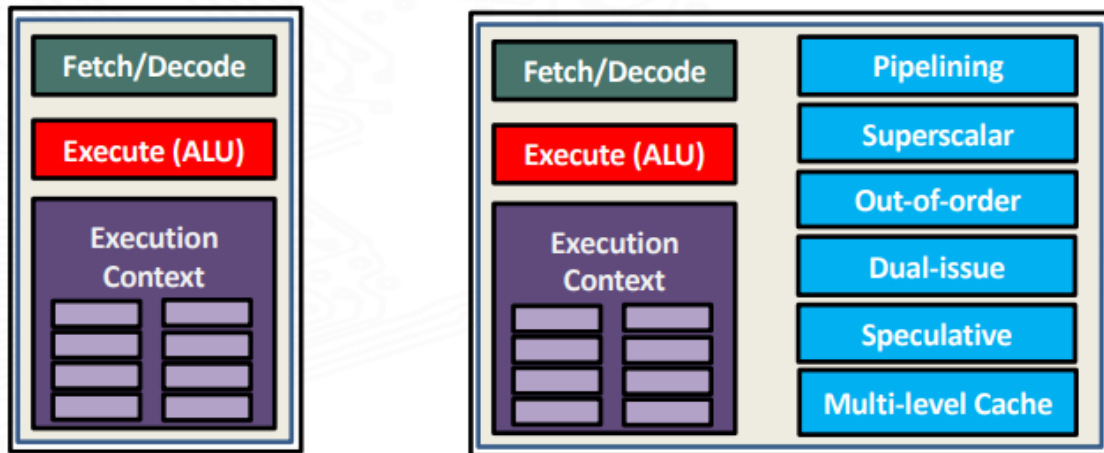 Fetch/Decode
Execute (ALU)
Execution
Context
Fetch/Decode
Execute (ALU)
Execution
Context
Pipelining
Superscalar
Out-of-order
Dual-issue
Speculative
Multi-level Cache